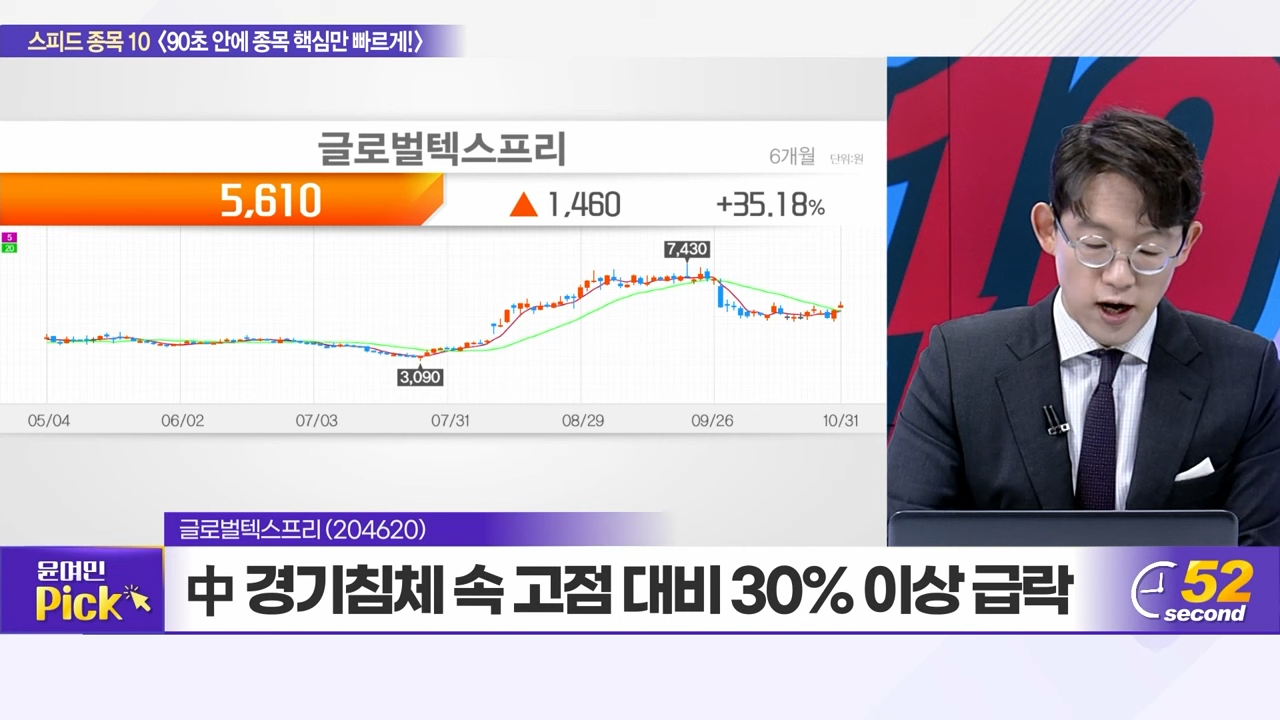 스피드 종목 10 <90초 안에 종목 핵심만 빠르게!>
글로벌텍스프리
6개월 단위:원
5,610 ▲ 1,460 +35.18%
5
20
7,430
3,090
05/04 06/02 07/03 07/31 08/29 09/26 10/31
글로벌텍스프리 (204620)
윤여민
Pick
中 경기침체 속 고점 대비 30% 이상 급락
52
second